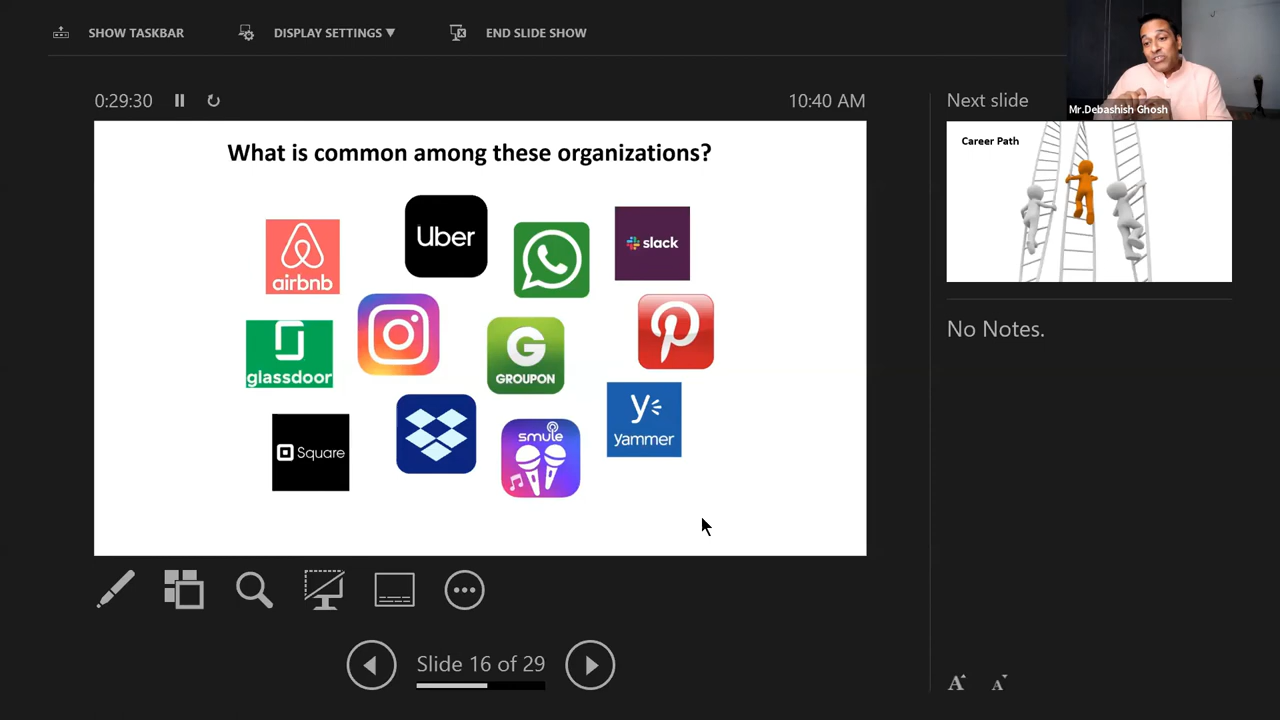 SHOW TASKBAR
DISPLAY SETTINGS ▼
END SLIDE SHOW
0:29:30
10:40 AM
Next slide
Mr.Debashish Ghosh
What is common among these organizations?
Career Path
airbnb
Uber
slack
glassdoor
G
GROUPON
Square
smule
y
yammer
No Notes.
Slide 16 of 29
A
A